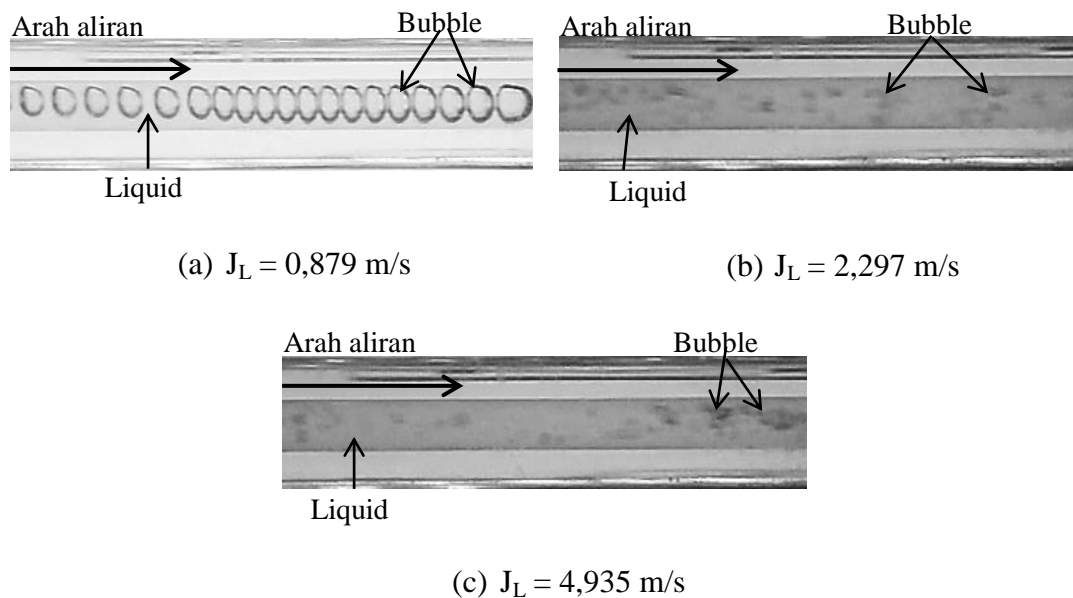 Arah aliran
Bubble
Liquid
(a) J_L = 0,879 m/s
Arah aliran
Bubble
Liquid
(b) J_L = 2,297 m/s
Arah aliran
Bubble
Liquid
(c) J_L = 4,935 m/s